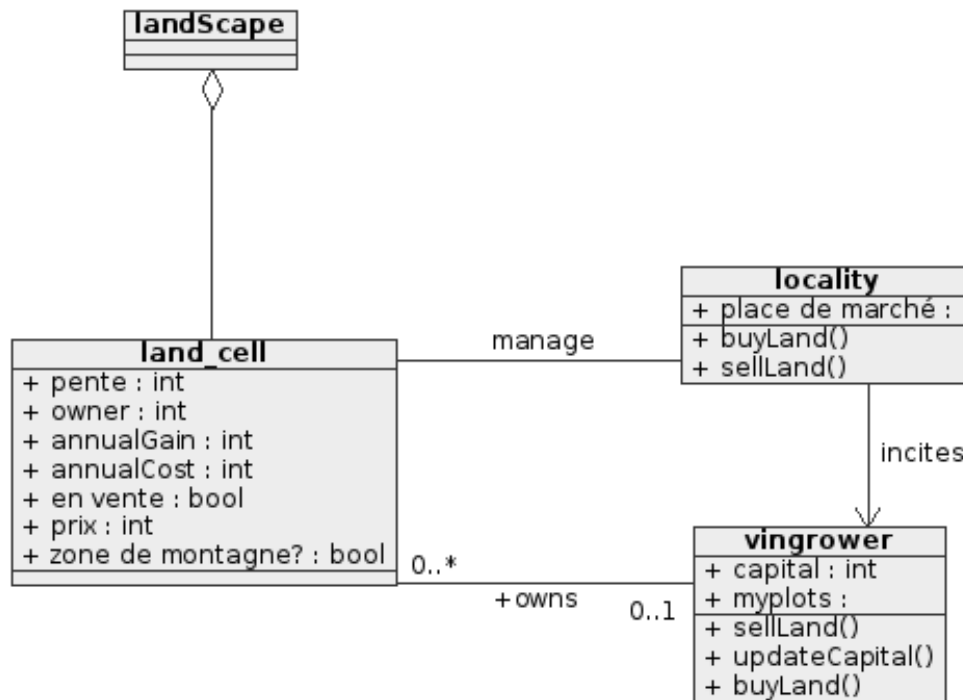 landScape
locality
+ place de marché :
+ buyLand()
+ sellLand()
manage
land_cell
+ pente : int
+ owner : int
+ annualGain : int
+ annualCost : int
+ en vente : bool
+ prix : int
+ zone de montagne? : bool
incites
vingrower
+ capital : int
+ myplots :
+ sellLand()
+ updateCapital()
+ buyLand()
0..*
+owns
0..1